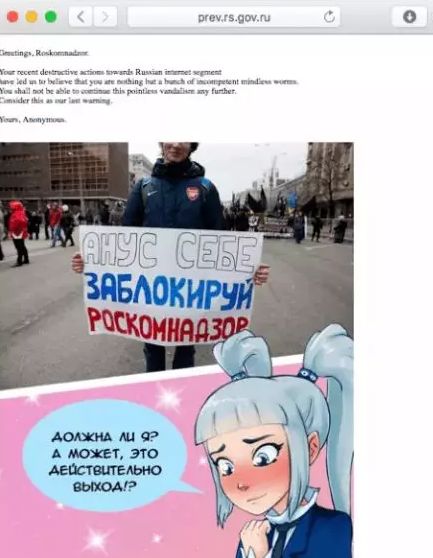 prev.rs.gov.ru
Greetings, Roskomnadzor.
Your recent destructive actions towards Russian internet segment
have led us to believe that you are nothing but a bunch of incompetent mindless worms.
You shall not be able to continue this pointless vandalism any further.
Consider this as our last warning.
Yours, Anonymous.
АНУС СЕБЕ
ЗАБЛОКИРУЙ
РОСКОМНАДЗОР
ДОЛЖНА ЛИ Я?
А МОЖЕТ, ЭТО
ДЕЙСТВИТЕЛЬНО
ВЫХОД!?